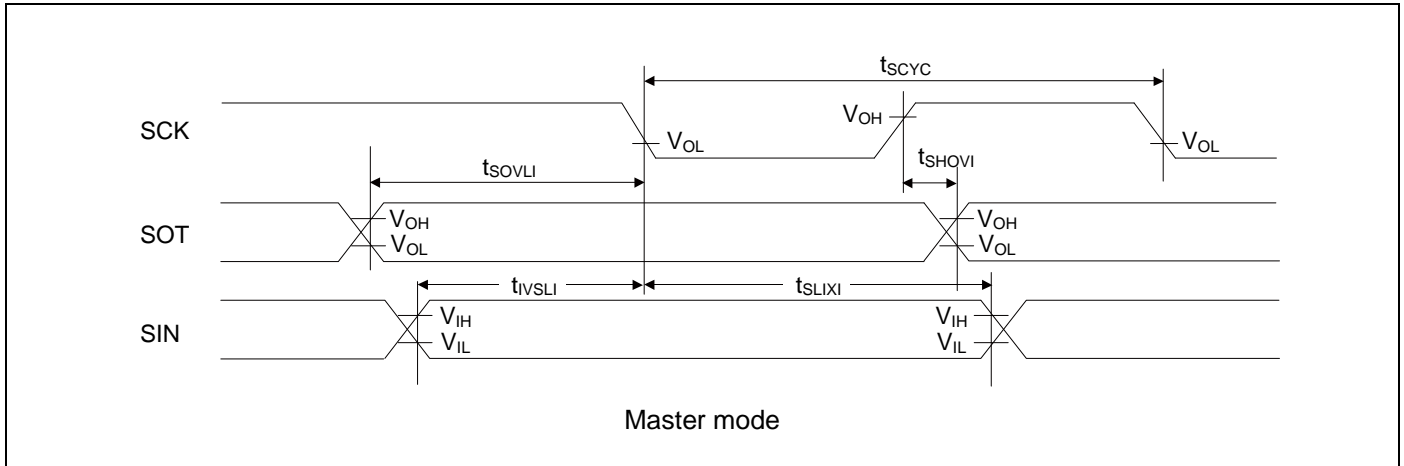 tSCYC
SCK
VOH
VOL
VOL
tSHOVI
tSOVLI
SOT
VOH
VOL
VOH
VOL
tIVSLI
tSLIXI
SIN
VIH
VIL
VIH
VIL
Master mode